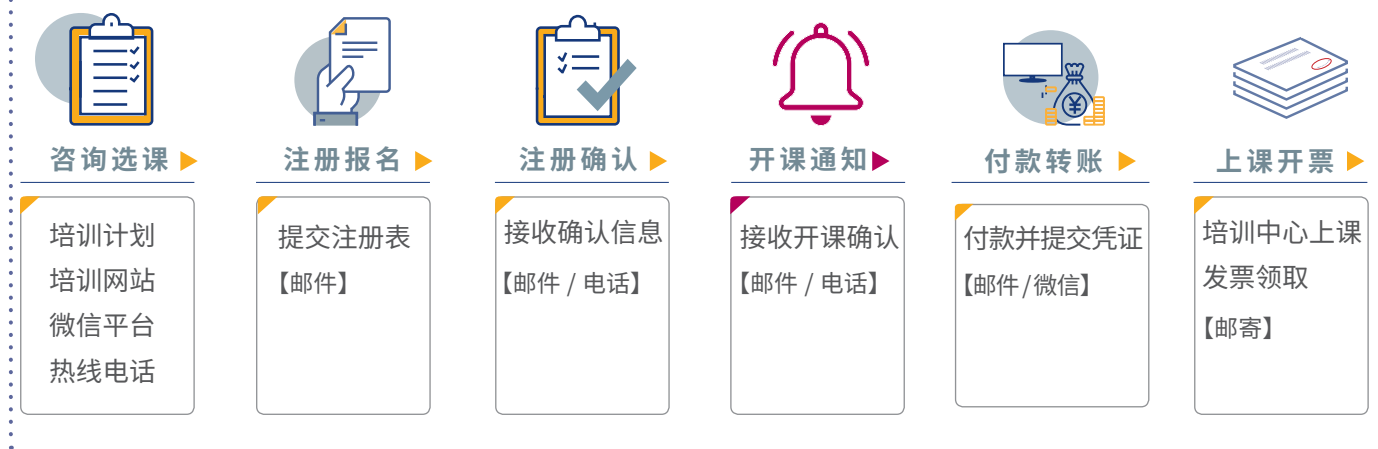 咨询选课
培训计划
培训网站
微信平台
热线电话
注册报名
提交注册表
【邮件】
注册确认
接收确认信息
【邮件 / 电话】
开课通知
接收开课确认
【邮件 / 电话】
¥
付款转账
付款并提交凭证
【邮件/微信】
上课开票
培训中心上课
发票领取
【邮寄】